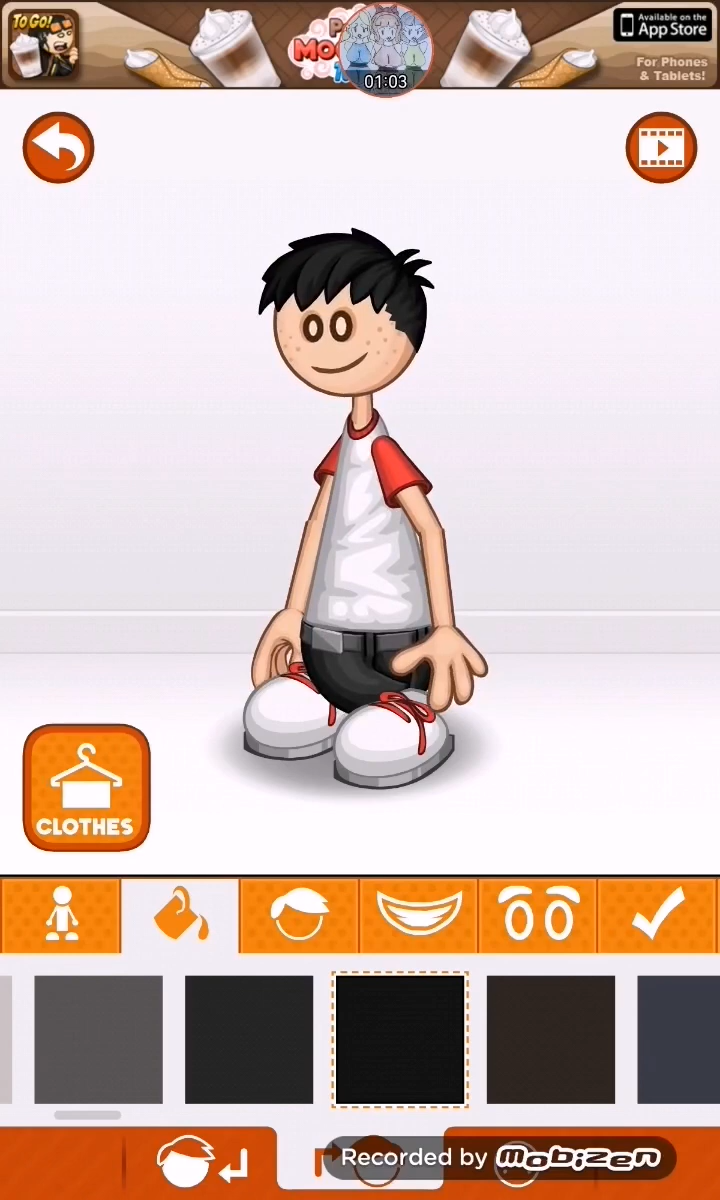 TO GO!
01:03
Available on the
App Store
For Phones
& Tablets!
CLOTHES
Recorded by Mobizen